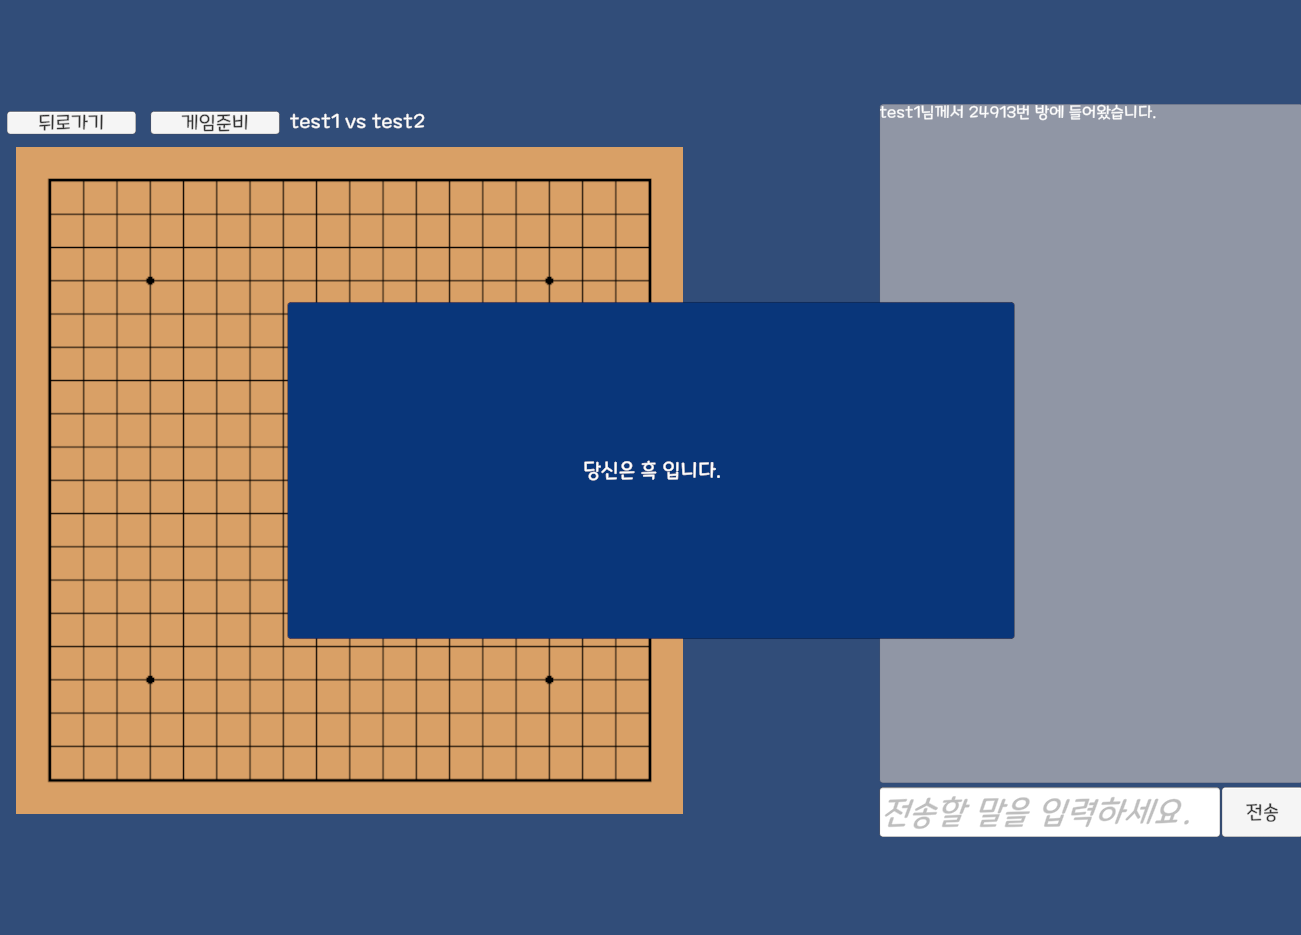 뒤로가기 게임준비 test1 vs test2
test1님께서 24913번 방에 들어왔습니다.
당신은 흑 입니다.
전송할 말을 입력하세요. 전송